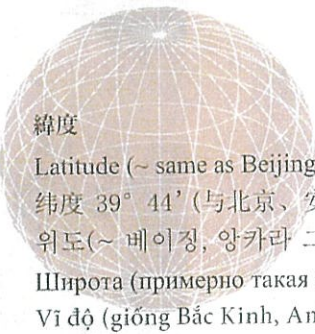 緯度
Latitude (~ same as Beijing
纬度 39° 44' (与北京、
위도(~ 베이징, 앙카라
Широта (примерно такая
Vĩ độ (giống Bắc Kinh, An